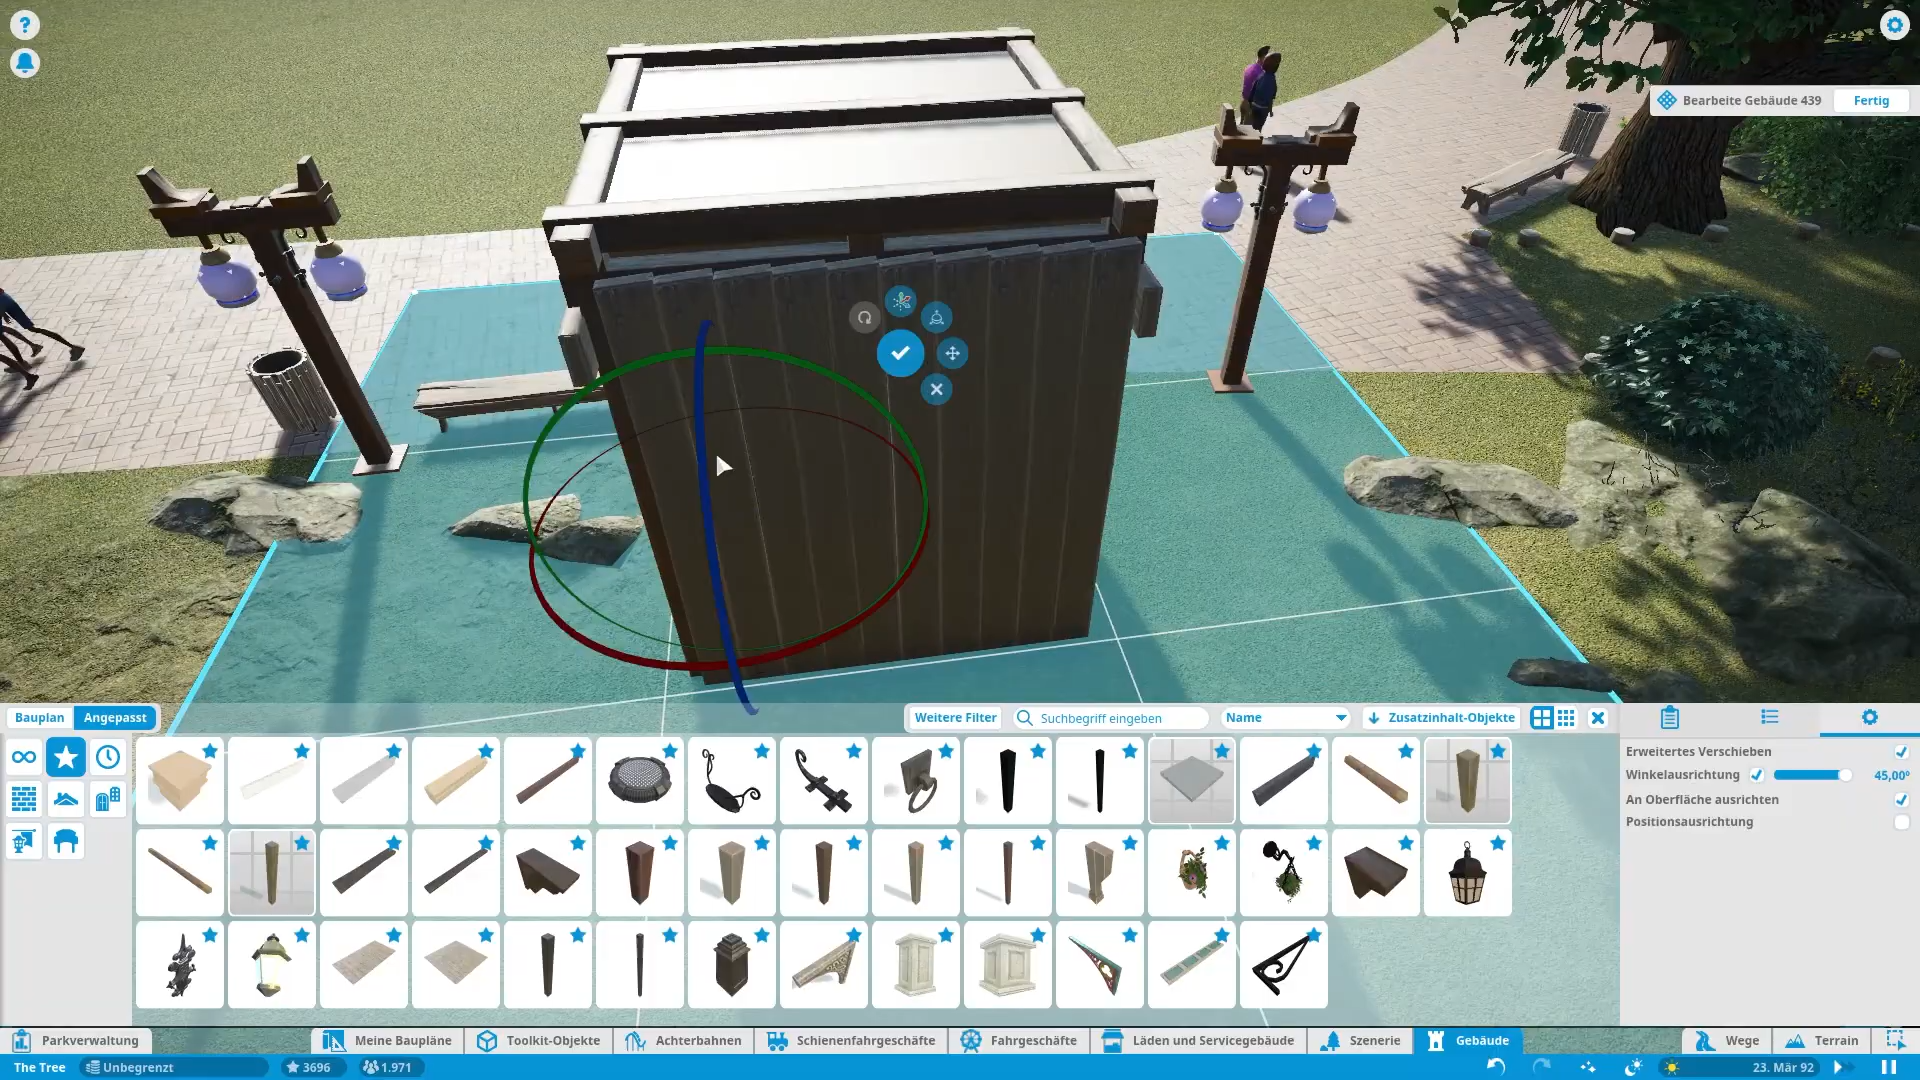 ?
Bearbeite Gebäude 439
Fertig
Bauplan
Angepasst
Weitere Filter
Suchbegriff eingeben
Name
Zusatzinhalt-Objekte
Erweitertes Verschieben
Winkelausrichtung
45,00°
An Oberfläche ausrichten
Positionsausrichtung
Parkverwaltung
Meine Baupläne
Toolkit-Objekte
Achterbahnen
Schienenfahrgeschäfte
Fahrgeschäfte
Läden und Servicegebäude
Szenerie
Gebäude
Wege
Terrain
The Tree
Unbegrenzt
3696
1.971
23. Mär 92